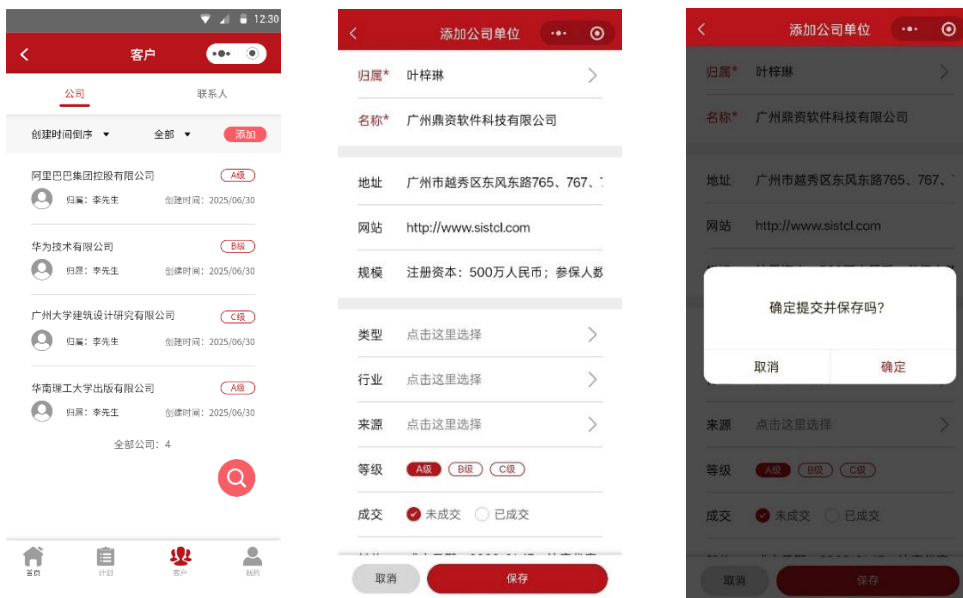 12:30
客户
公司
联系人
创建时间倒序
全部
添加
阿里巴巴集团控股有限公司
A级
归属：李先生
创建时间：2025/06/30
华为技术有限公司
B级
归愿：李先生
创建时间：2025/06/30
广州大学建筑设计研究有限公司
C级
归属：李先生
创建时间：2025/06/30
华南理工大学出版有限公司
A级
归属：李先生
创建时间：2025/06/30
全部公司：4
首页
计划
客户
我的
添加公司单位
归属* 叶梓琳
名称* 广州鼎资软件科技有限公司
地址 广州市越秀区东风东路765、767、
网站 http://www.sistcl.com
规模 注册资本：500万人民币；参保人数
类型 点击这里选择
行业 点击这里选择
来源 点击这里选择
等级 A级 B级 C级
成交 未成交 已成交
取消
保存
添加公司单位
归属* 叶梓琳
名称* 广州鼎资软件科技有限公司
地址 广州市越秀区东风东路765、767、
网站 http://www.sistcl.com
确定提交并保存吗?
取消
确定
来源 点击这里选择
等级 A级 B级 C级
成交 未成交 已成交
取消
保存